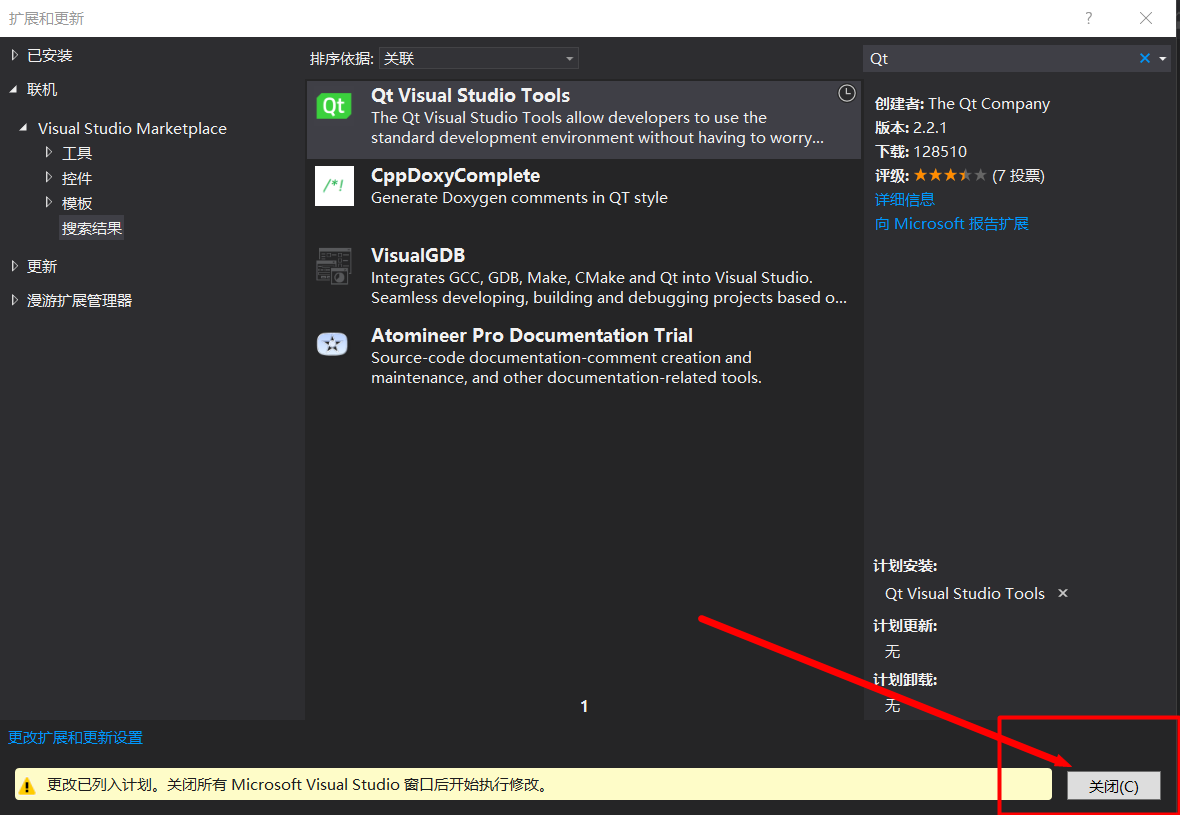 扩展和更新
?
已安装
联机
Visual Studio Marketplace
工具
控件
模板
搜索结果
更新
漫游扩展管理器
排序依据: 关联
Qt Visual Studio Tools
The Qt Visual Studio Tools allow developers to use the
standard development environment without having to worry...
CppDoxyComplete
Generate Doxygen comments in QT style
VisualGDB
Integrates GCC, GDB, Make, CMake and Qt into Visual Studio.
Seamless developing, building and debugging projects based o...
Atomineer Pro Documentation Trial
Source-code documentation-comment creation and
maintenance, and other documentation-related tools.
1
Qt
创建者: The Qt Company
版本: 2.2.1
下载: 128510
评级: ★★★★★ (7 投票)
详细信息
向 Microsoft 报告扩展
计划安装:
Qt Visual Studio Tools
计划更新:
无
计划卸载:
无
更改扩展和更新设置
更改已列入计划。关闭所有 Microsoft Visual Studio 窗口后开始执行修改。
关闭(C)